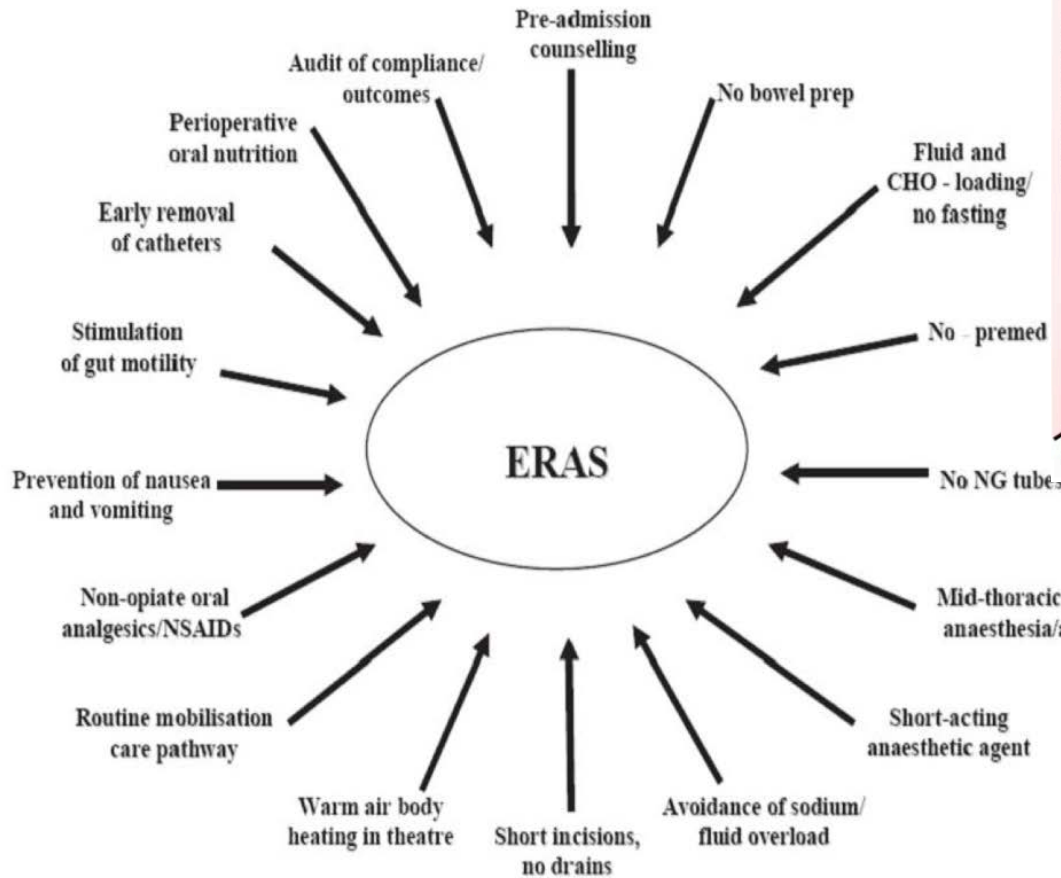 Pre-admission
counselling
No bowel prep
Fluid and
CHO - loading/
no fasting
No - premed
No NG tubes
Mid-thoracic
anaesthesia/a
Short-acting
anaesthetic agent
Avoidance of sodium/
fluid overload
Short incisions,
no drains
Warm air body
heating in theatre
Routine mobilisation
care pathway
Non-opiate oral
analgesics/NSAIDs
Prevention of nausea
and vomiting
Stimulation
of gut motility
Early removal
of catheters
Perioperative
oral nutrition
Audit of compliance/
outcomes
ERAS